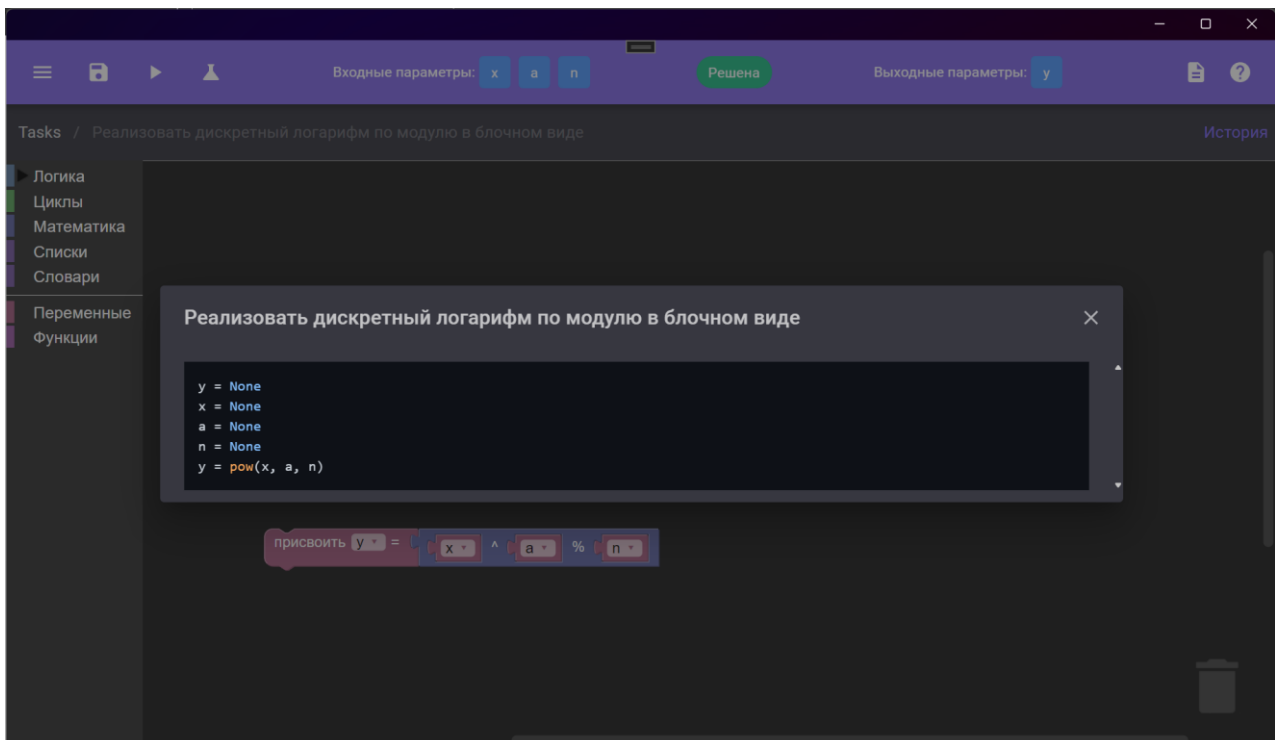 Входные параметры: x a n Решена Выходные параметры: y
Tasks / Реализовать дискретный логарифм по модулю в блочном виде История
Логика
Циклы
Математика
Списки
Словари
Переменные
Функции
Реализовать дискретный логарифм по модулю в блочном виде
y = None
x = None
a = None
n = None
y = pow(x, a, n)
присвоить y = x ^ a % n